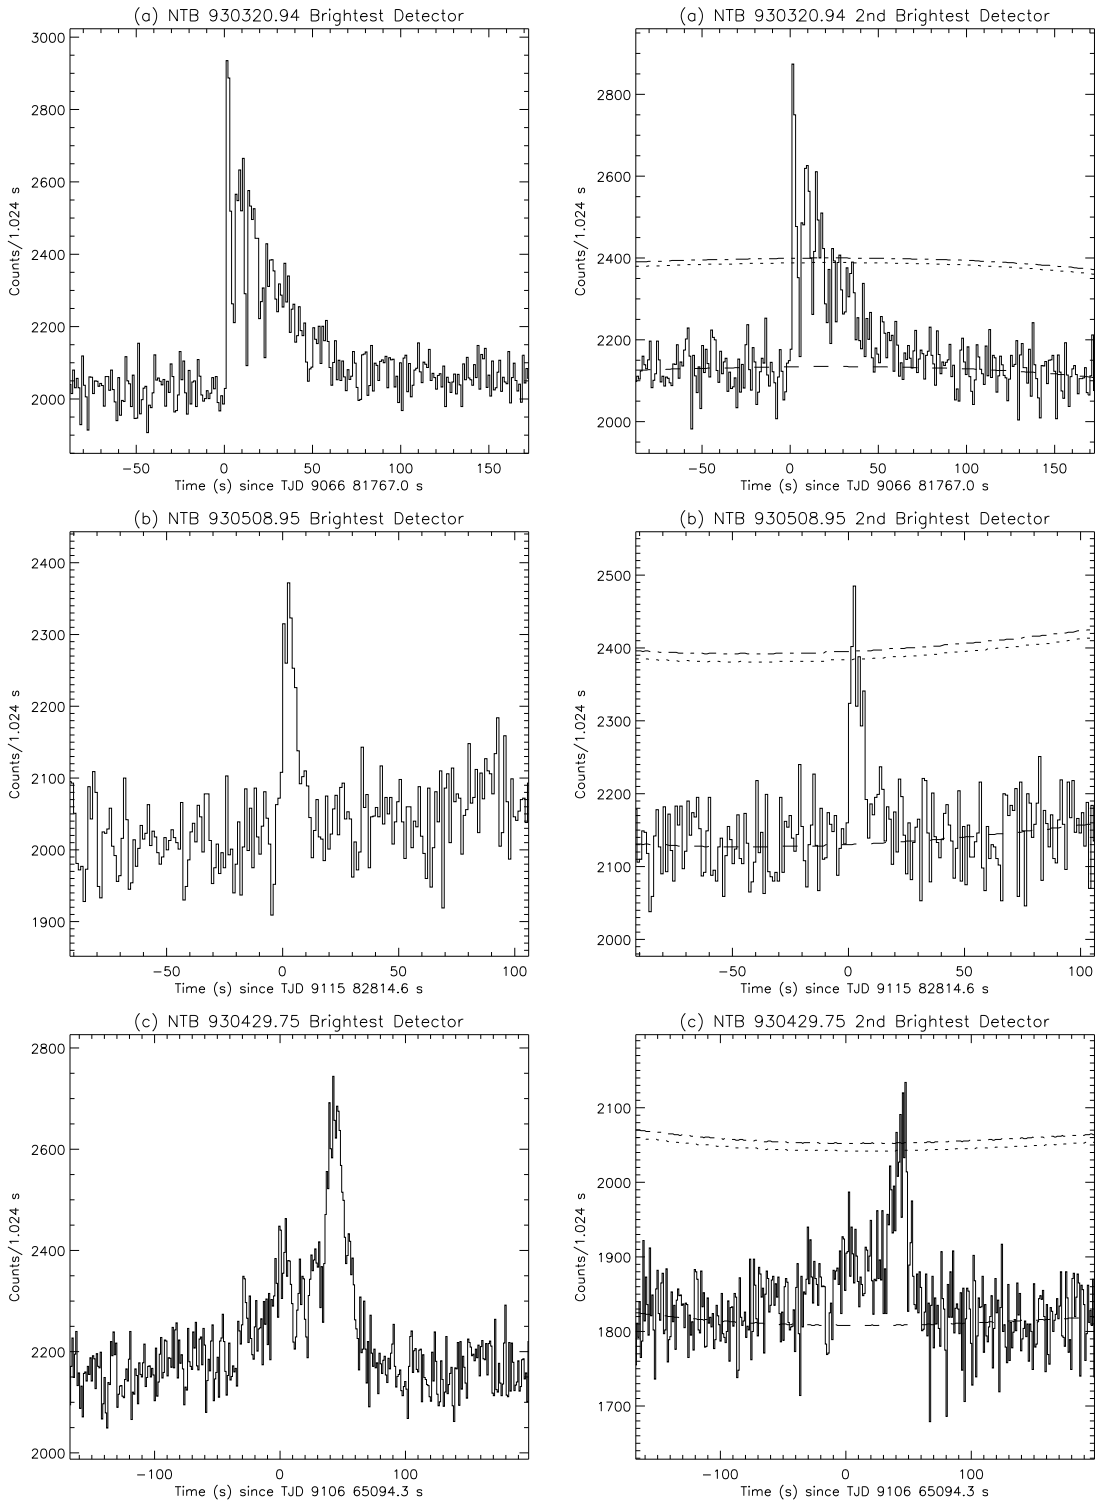 (a) NTB 930320.94 Brightest Detector
3000
2800
2600
2400
2200
2000
Counts/1.024 s
−50 0 50 100 150
Time (s) since TJD 9066 81767.0 s
(a) NTB 930320.94 2nd Brightest Detector
2800
2600
2400
2200
2000
Counts/1.024 s
−50 0 50 100 150
Time (s) since TJD 9066 81767.0 s
(b) NTB 930508.95 Brightest Detector
2400
2300
2200
2100
2000
1900
Counts/1.024 s
−50 0 50 100
Time (s) since TJD 9115 82814.6 s
(b) NTB 930508.95 2nd Brightest Detector
2500
2400
2300
2200
2100
2000
Counts/1.024 s
−50 0 50 100
Time (s) since TJD 9115 82814.6 s
(c) NTB 930429.75 Brightest Detector
2800
2600
2400
2200
2000
Counts/1.024 s
−100 0 100
Time (s) since TJD 9106 65094.3 s
(c) NTB 930429.75 2nd Brightest Detector
2100
2000
1900
1800
1700
Counts/1.024 s
−100 0 100
Time (s) since TJD 9106 65094.3 s